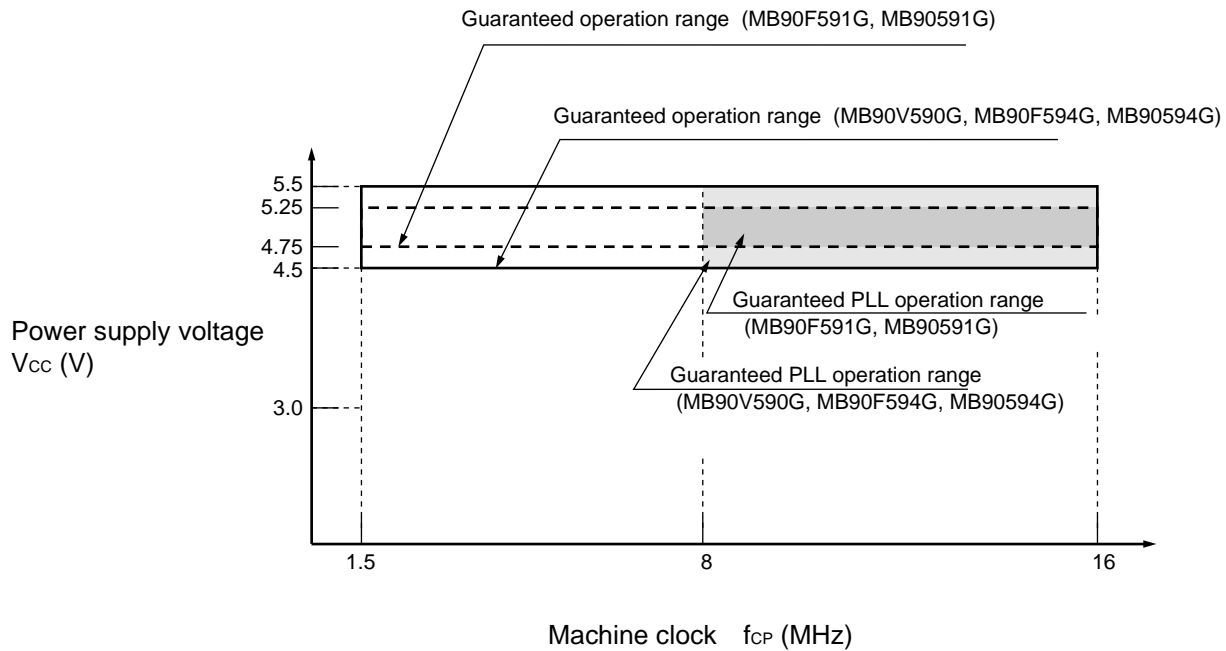 Guaranteed operation range (MB90F591G, MB90591G)
Guaranteed operation range (MB90V590G, MB90F594G, MB90594G)
5.5
5.25
4.75
4.5
Guaranteed PLL operation range
(MB90F591G, MB90591G)
Power supply voltage
VCC (V)
Guaranteed PLL operation range
(MB90V590G, MB90F594G, MB90594G)
3.0
1.5
8
16
Machine clock fCP (MHz)